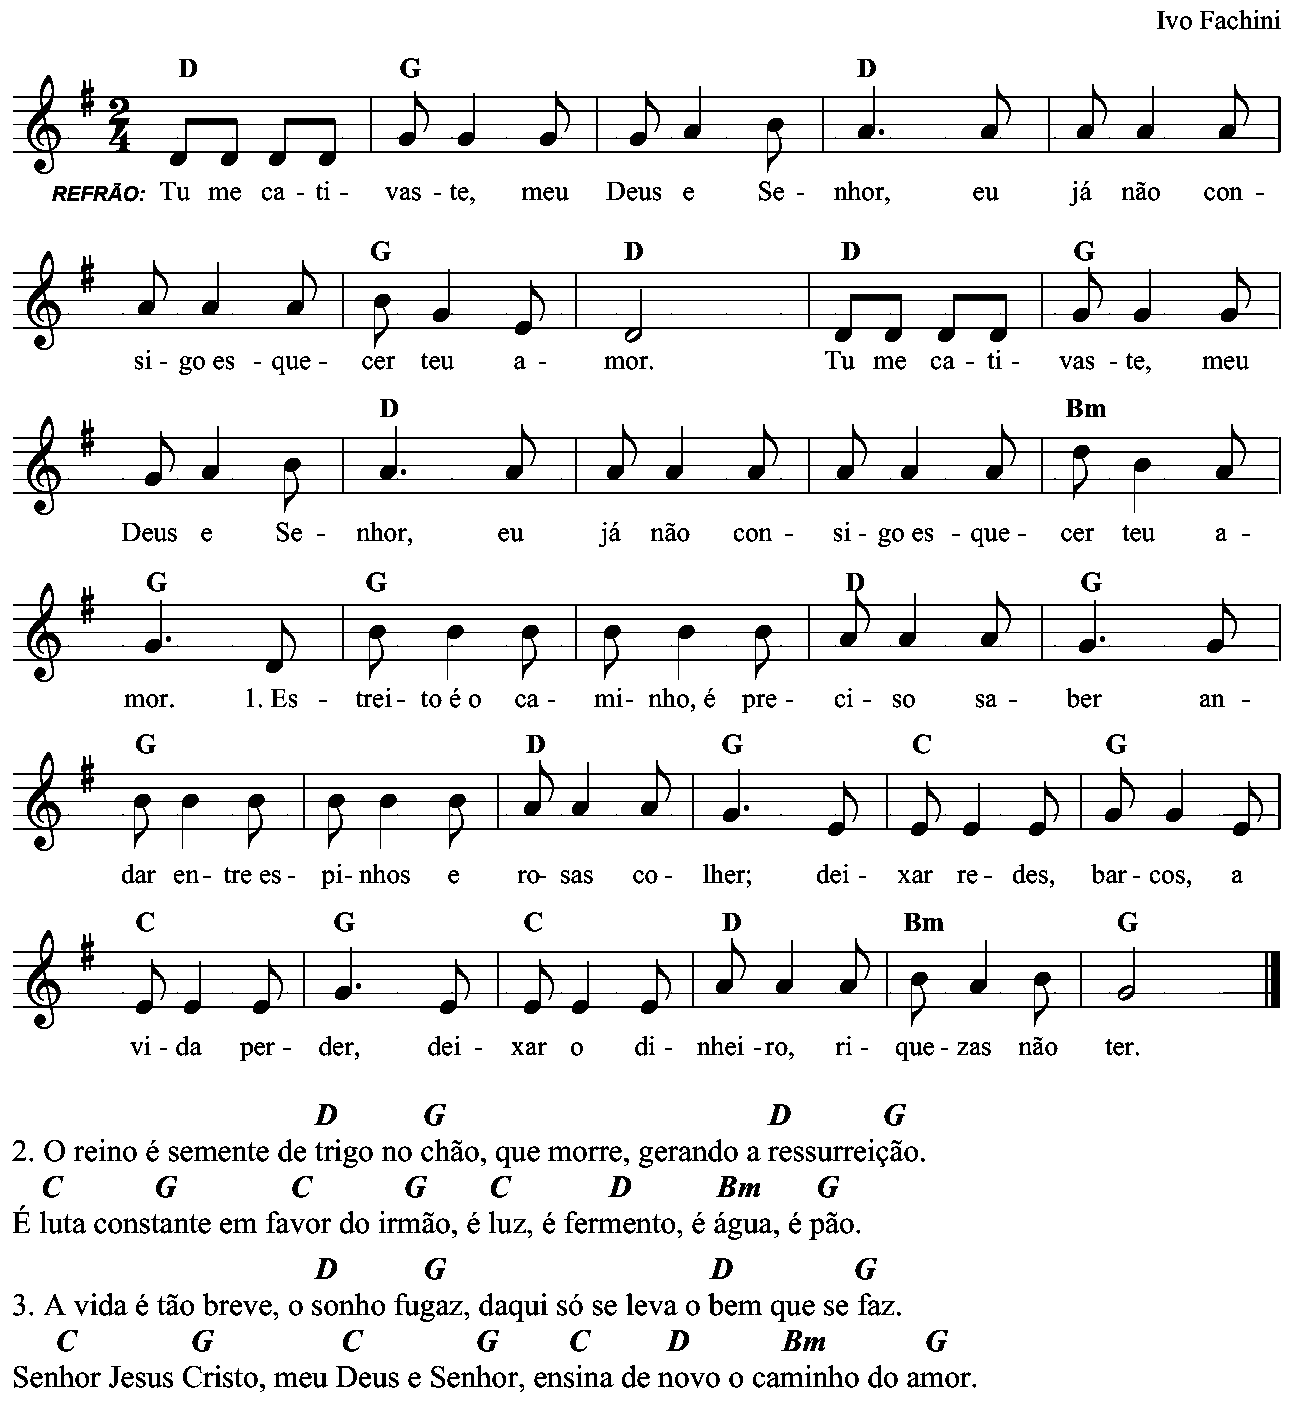 Ivo Fachini
D G D
2
4
REFRÃO: Tu me ca - ti - vas - te, meu Deus e Se - nhor, eu já não con -
G D D G
si - go es - que - cer teu a - mor. Tu me ca - ti - vas - te, meu
D Bm
Deus e Se - nhor, eu já não con - si - go es - que - cer teu a -
G G D G
mor. 1. Es - trei - to é o ca - mi - nho, é pre - ci - so sa - ber an -
G D G C G
dar en - tre es - pi - nhos e ro - sas co - lher; dei - xar re - des, bar - cos, a
C G C D Bm G
vi - da per - der, dei - xar o di - nhei - ro, ri - que - zas não ter.
D G D G
2. O reino é semente de trigo no chão, que morre, gerando a ressurreição.
C G C G C D Bm G
É luta constante em favor do irmão, é luz, é fermento, é água, é pão.
D G D G
3. A vida é tão breve, o sonho fugaz, daqui só se leva o bem que se faz.
C G C G C D Bm G
Senhor Jesus Cristo, meu Deus e Senhor, ensina de novo o caminho do amor.